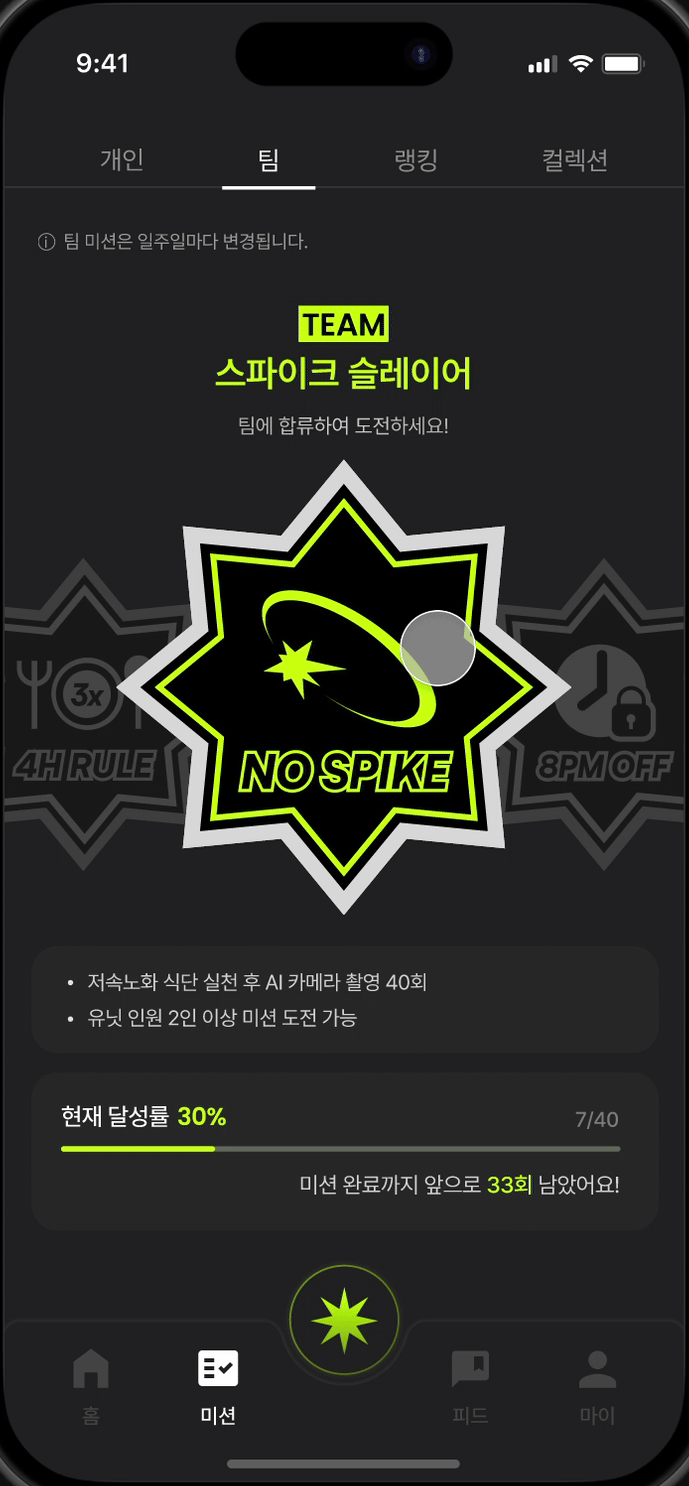 9:41
개인 팀 랭킹 컬렉션
팀 미션은 일주일마다 변경됩니다.
TEAM
스파이크 슬레이어
팀에 합류하여 도전하세요!
3x
4H RULE
NO SPIKE
8PM OFF
• 저속노화 식단 실천 후 AI 카메라 촬영 40회
• 유닛 인원 2인 이상 미션 도전 가능
현재 달성률 30% 7/40
미션 완료까지 앞으로 33회 남았어요!
홈 미션 피드 마이